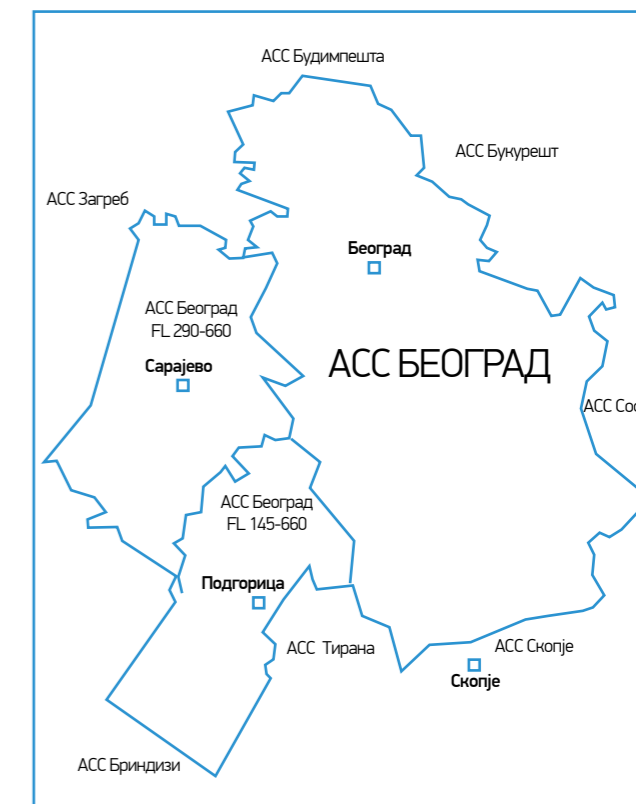 АСС Будимпешта
АСС Букурешт
АСС Загреб
Београд
АСС Београд
FL 290-660
Сарајево
АСС БЕОГРАД
АСС
АСС Београд
FL 145-660
Подгорица
АСС Тирана
АСС Скопје
Скопје
АСС Бриндизи